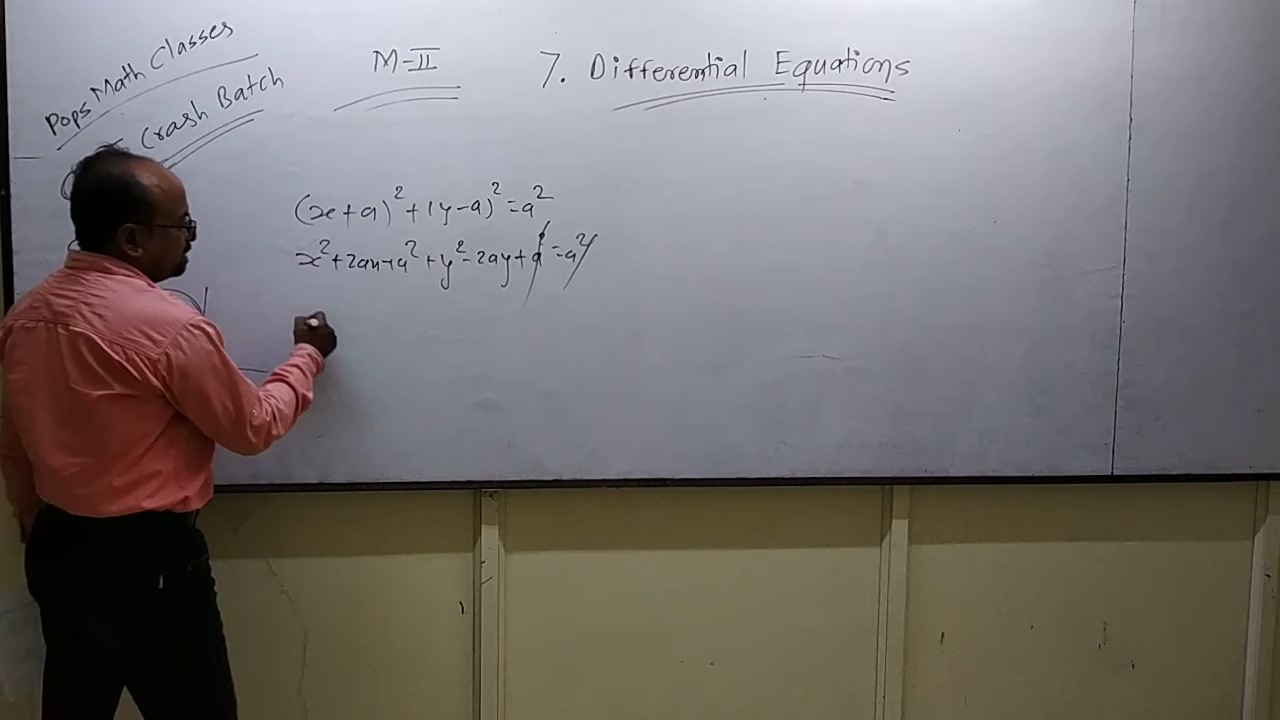 Pops Math Classes
Crash Batch
M-II
7. Differential Equations
(x+a)²+(y-a)²=a²
x²+2ax+a²+y²-2ay+a²=a²